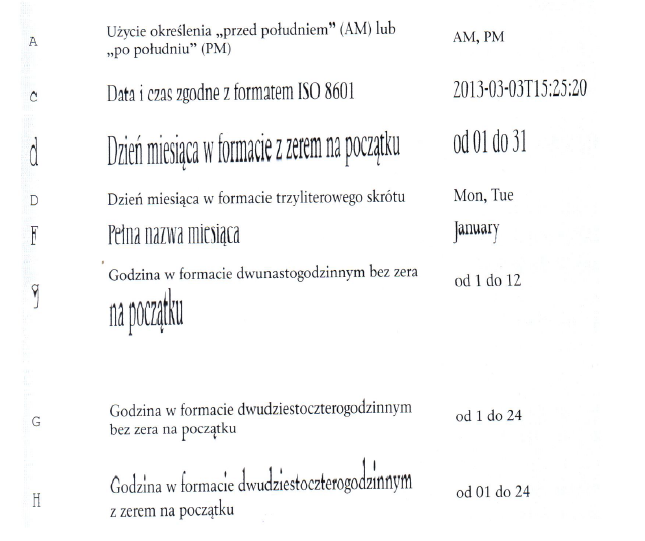 A Użycie określenia „przed południem” (AM) lub AM, PM
„po południu” (PM)
c Data i czas zgodne z formatem ISO 8601 2013-03-03T15:25:20
d Dzień miesiąca w formacie z zerem na początku od 01 do 31
D Dzień miesiąca w formacie trzyliterowego skrótu Mon, Tue
F Pełna nazwa miesiąca January
g Godzina w formacie dwunastogodzinnym bez zera od 1 do 12
na początku
G Godzina w formacie dwudziestoczterogodzinnym od 1 do 24
bez zera na początku
H Godzina w formacie dwudziestoczterogodzinnym od 01 do 24
z zerem na początku